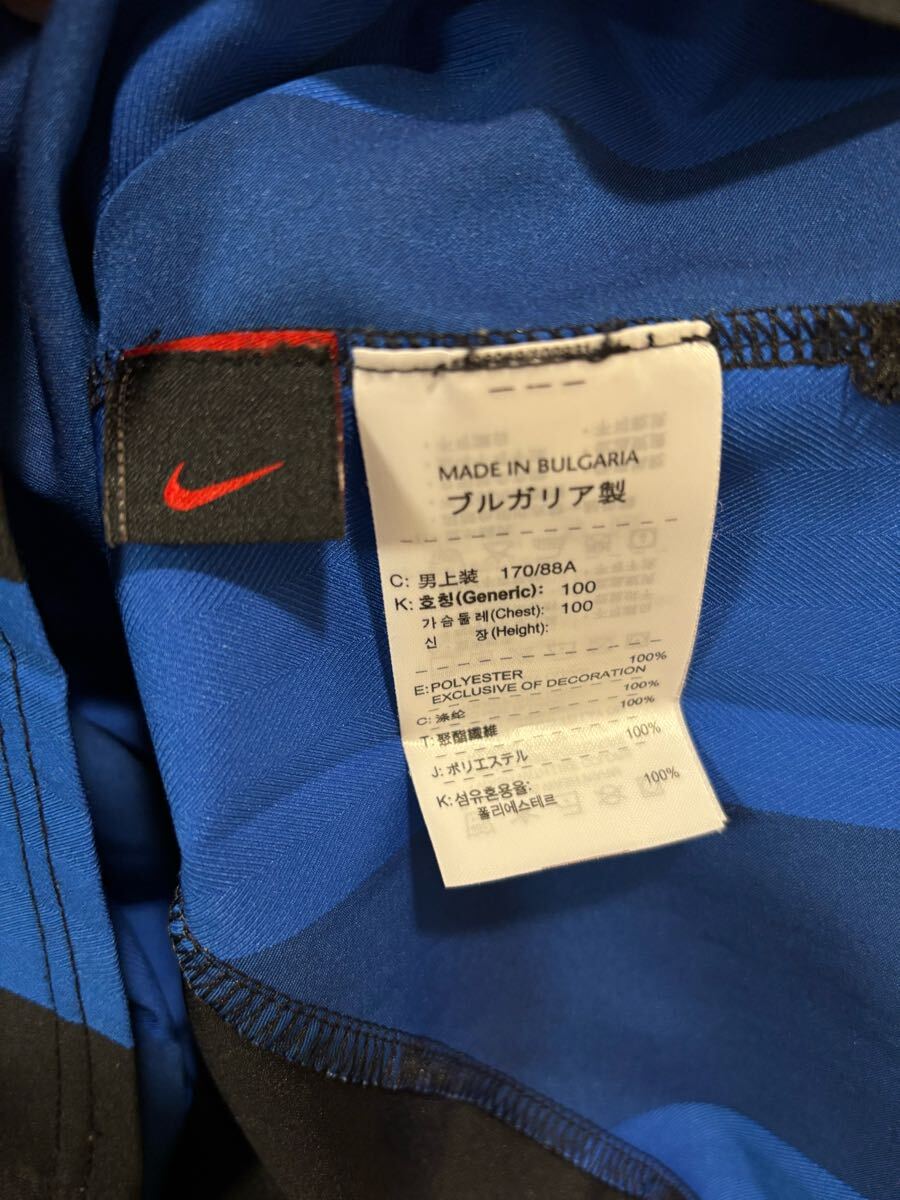 MADE IN BULGARIA
ブルガリア製
C: 男上装 170/88A
K: 호칭(Generic): 100
가슴둘레(Chest): 100
신 장(Height):
E: POLYESTER 100%
EXCLUSIVE OF DECORATION
C: 涤纶 100%
T: 聚酯纖維 100%
J: ポリエステル 100%
K: 섬유혼용율: 100%
폴리에스테르